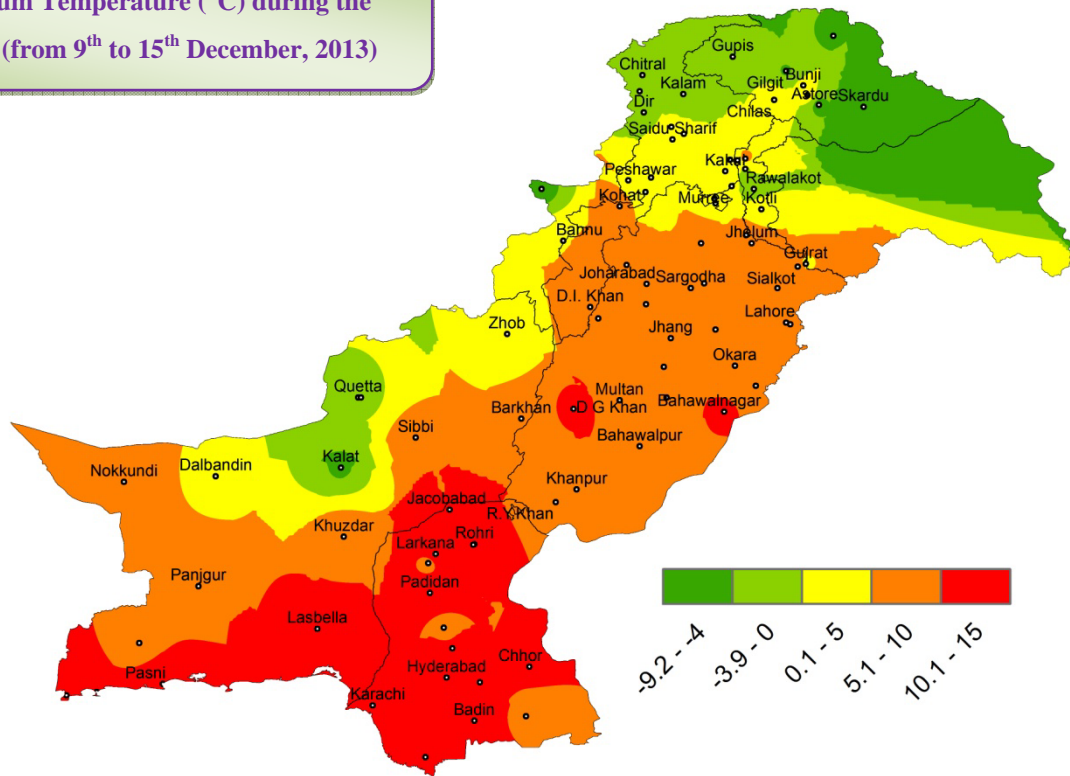 um Temperature (°C) during the
(from 9th to 15th December, 2013)
Gupis
Chitral
Kalam
Gilgit
Bunji
Dir
Astore
Skardu
Chilas
Saidu Sharif
Peshawar
Rawalakot
Kohat
Murree
Kotli
Bannu
Jhelum
Gujrat
Joharabad
Sargodha
Sialkot
D.I. Khan
Lahore
Zhob
Jhang
Okara
Quetta
Multan
Barkhan
D G Khan
Bahawalnagar
Sibbi
Bahawalpur
Nokkundi
Dalbandin
Kalat
Khanpur
Jacobabad
R.Y.Khan
Khuzdar
Rohri
Larkana
Panjgur
Padidan
Lasbella
Pasni
Hyderabad
Chhor
Karachi
Badin
-9.2 - -4
-3.9 - 0
0.1 - 5
5.1 - 10
10.1 - 15